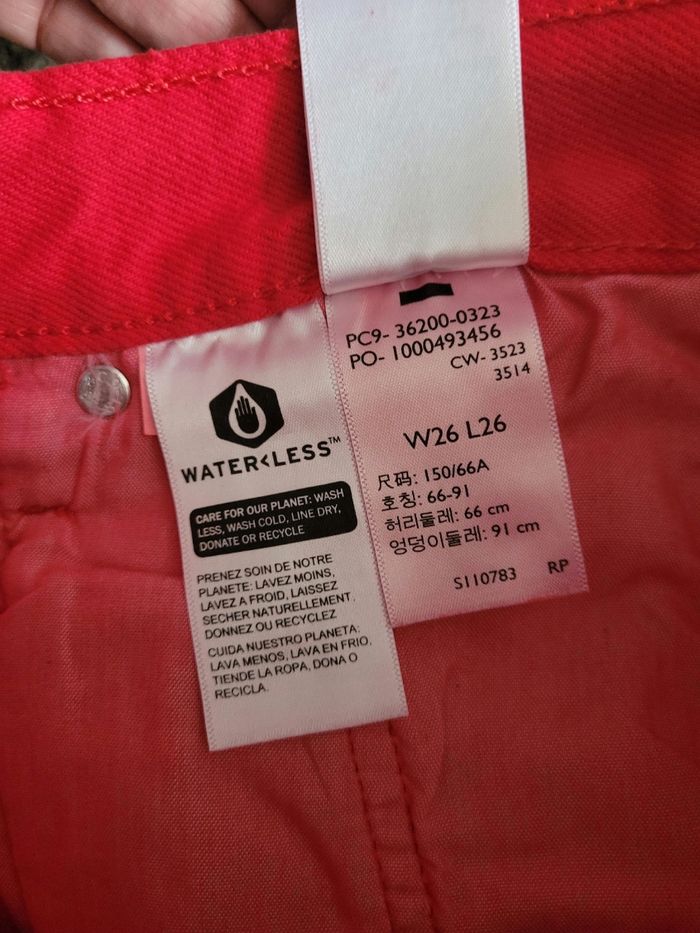 PC9- 36200-0323
PO- 1000493456
CW- 3523
3514
W26 L26
尺码: 150/66A
호칭: 66-91
허리둘레: 66 cm
엉덩이둘레: 91 cm
S110783 RP
WATER<LESS™
CARE FOR OUR PLANET: WASH
LESS, WASH COLD, LINE DRY,
DONATE OR RECYCLE
PRENEZ SOIN DE NOTRE
PLANETE: LAVEZ MOINS,
LAVEZ A FROID, LAISSEZ
SECHER NATURELLEMENT.
DONNEZ OU RECYCLEZ
CUIDA NUESTRO PLANETA:
LAVA MENOS, LAVA EN FRIO,
TIENDE LA ROPA, DONA O
RECICLA.